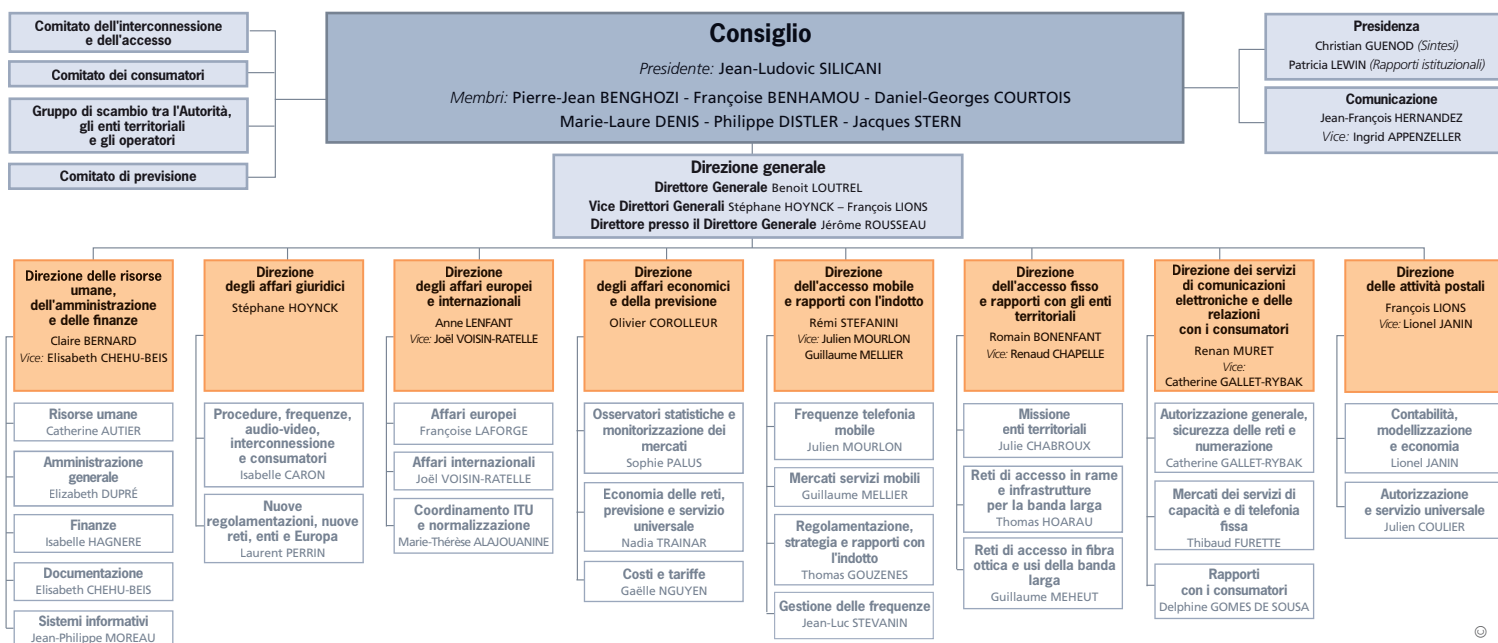 Comitato dell'interconnessione
e dell'accesso
Comitato dei consumatori
Gruppo di scambio tra l'Autorità,
gli enti territoriali
e gli operatori
Comitato di previsione
Consiglio
Presidente: Jean-Ludovic SILICANI
Membri: Pierre-Jean BENGHOZI - Françoise BENHAMOU - Daniel-Georges COURTOIS
Marie-Laure DENIS - Philippe DISTLER - Jacques STERN
Presidenza
Christian GUENOD (Sintesi)
Patricia LEWIN (Rapporti istituzionali)
Comunicazione
Jean-François HERNANDEZ
Vice: Ingrid APPENZELLER
Direzione generale
Direttore Generale Benoit LOUTREL
Vice Direttori Generali Stéphane HOYNCK – François LIONS
Direttore presso il Direttore Generale Jérôme ROUSSEAU
Direzione delle risorse
umane,
dell'amministrazione
e delle finanze
Claire BERNARD
Vice: Elisabeth CHEHU-BEIS
Risorse umane
Catherine AUTIER
Amministrazione
generale
Elizabeth DUPRÉ
Finanze
Isabelle HAGNERE
Documentazione
Elisabeth CHEHU-BEIS
Sistemi informativi
Jean-Philippe MOREAU
Direzione
degli affari giuridici
Stéphane HOYNCK
Procedure, frequenze,
audio-video,
interconnessione
e consumatori
Isabelle CARON
Nuove
regolamentazioni, nuove
reti, enti e Europa
Laurent PERRIN
Direzione
degli affari europei
e internazionali
Anne LENFANT
Vice: Joël VOISIN-RATELLE
Affari europei
Françoise LAFORGE
Affari internazionali
Joël VOISIN-RATELLE
Coordinamento ITU
e normalizzazione
Marie-Thérèse ALAJOUANINE
Direzione
degli affari economici
e della previsione
Olivier COROLLEUR
Osservatori statistiche e
monitorizzazione dei
mercati
Sophie PALUS
Economia delle reti,
previsione e servizio
universale
Nadia TRAINAR
Costi e tariffe
Gaëlle NGUYEN
Direzione
dell'accesso mobile
e rapporti con l'indotto
Rémi STEFANINI
Vice: Julien MOURLON
Guillaume MELLIER
Frequenze telefonia
mobile
Julien MOURLON
Mercati servizi mobili
Guillaume MELLIER
Regolamentazione,
strategia e rapporti con
l'indotto
Thomas GOUZENES
Gestione delle frequenze
Jean-Luc STEVANIN
Direzione
dell'accesso fisso
e rapporti con gli enti
territoriali
Romain BONENFANT
Vice: Renaud CHAPELLE
Missione
enti territoriali
Julie CHABROUX
Reti di accesso in rame
e infrastrutture
per la banda larga
Thomas HOARAU
Reti di accesso in fibra
ottica e usi della banda
larga
Guillaume MEHEUT
Direzione dei servizi
di comunicazioni
elettroniche e delle
relazioni
con i consumatori
Renan MURET
Vice:
Catherine GALLET-RYBAK
Autorizzazione generale,
sicurezza delle reti e
numerazione
Catherine GALLET-RYBAK
Mercati dei servizi di
capacità e di telefonia
fissa
Thibaud FURETTE
Rapporti
con i consumatori
Delphine GOMES DE SOUSA
Direzione
delle attività postali
François LIONS
Vice: Lionel JANIN
Contabilità,
modellizzazione
e economia
Lionel JANIN
Autorizzazione
e servizio universale
Julien COULIER